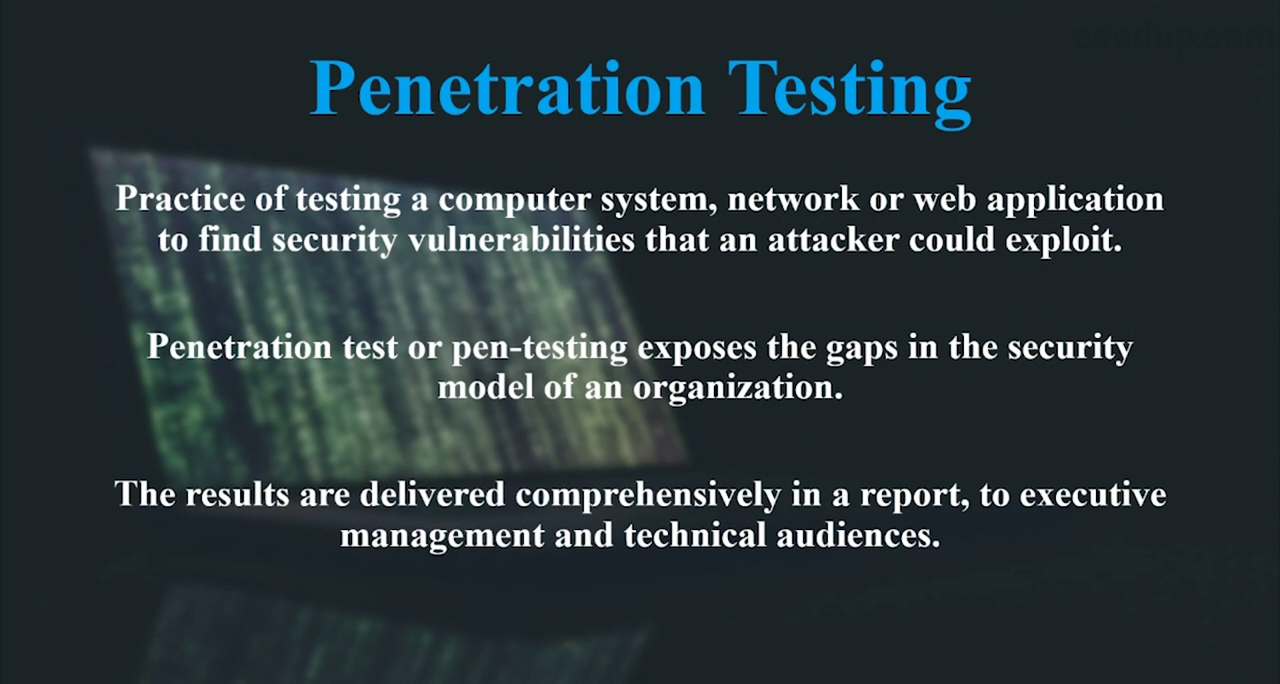 Penetration Testing
Practice of testing a computer system, network or web application
to find security vulnerabilities that an attacker could exploit.
Penetration test or pen-testing exposes the gaps in the security
model of an organization.
The results are delivered comprehensively in a report, to executive
management and technical audiences.